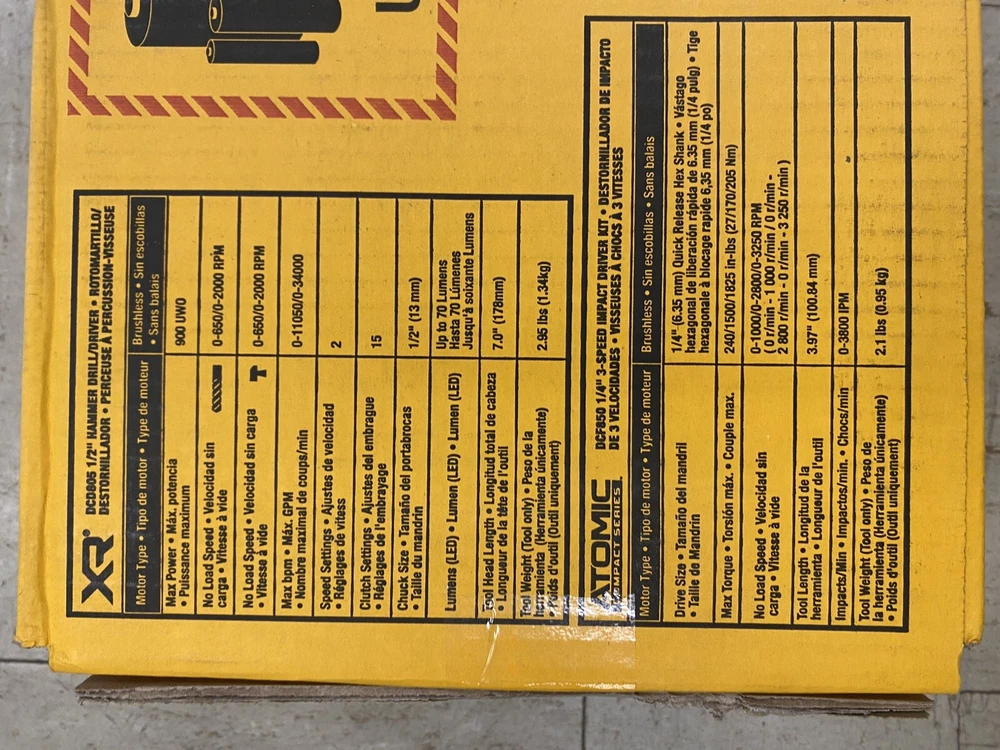 XR®
DCD805 1/2" HAMMER DRILL/DRIVER • ROTOMARTILLO/
DESTORNILLADOR • PERCEUSE À PERCUSSION-VISSEUSE
Motor Type • Tipo de motor • Type de moteur
Brushless • Sin escobillas
• Sans balais
Max Power • Máx. potencia
• Puissance maximum
900 UWO
No Load Speed • Velocidad sin
carga • Vitesse à vide
0-650/0-2000 RPM
No Load Speed • Velocidad sin carga
• Vitesse à vide
0-650/0-2000 RPM
Max bpm • Máx. GPM
• Nombre maximal de coups/min
0-11050/0-34000
Speed Settings • Ajustes de velocidad
• Réglages de vitess
2
Clutch Settings • Ajustes del embrague
• Réglages de l'embrayage
15
Chuck Size • Tamaño del portabrocas
• Taille du mandrin
1/2" (13 mm)
Lumens (LED) • Lumen (LED) • Lumen (LED)
Up to 70 Lumens
Hasta 70 Lúmenes
Jusqu'à soixante Lumens
Tool Head Length • Longitud total de cabeza
• Longueur de la tête de l'outil
7.0" (178mm)
Tool Weight (Tool only) • Peso de la
herramienta (Herramienta únicamente)
• Poids d'outil (Outil uniquement)
2.95 lbs (1.34kg)
ATOMIC
COMPACT SERIES
DCF850 1/4" 3-SPEED IMPACT DRIVER KIT • DESTORNILLADOR DE IMPACTO
DE 3 VELOCIDADES • VISSEUSES À CHOCS À 3 VITESSES
Motor Type • Tipo de motor • Type de moteur
Brushless • Sin escobillas • Sans balais
Drive Size • Tamaño del mandril
• Taille de Mandrin
1/4" (6.35 mm) Quick Release Hex Shank • Vástago
hexagonal de liberación rápida de 6.35 mm (1/4 pulg) • Tige
hexagonale à blocage rapide 6,35 mm (1/4 po)
Max Torque • Torsión máx. • Couple max.
240/1500/1825 in-lbs (27/170/205 Nm)
No Load Speed • Velocidad sin
carga • Vitesse à vide
0-1000/0-2800/0-3250 RPM
( 0 r/min - 1 000 r/min / 0 r/min -
2 800 r/min - 0 r/min - 3 250 r/min )
Tool Length • Longitud de la
herramienta • Longueur de l'outil
3.97" (100.84 mm)
Impacts/Min • Impactos/min. • Chocs/min
0-3800 IPM
Tool Weight (Tool only) • Peso de
la herramienta (Herramienta únicamente)
• Poids d'outil (Outil uniquement)
2.1 lbs (0.95 kg)